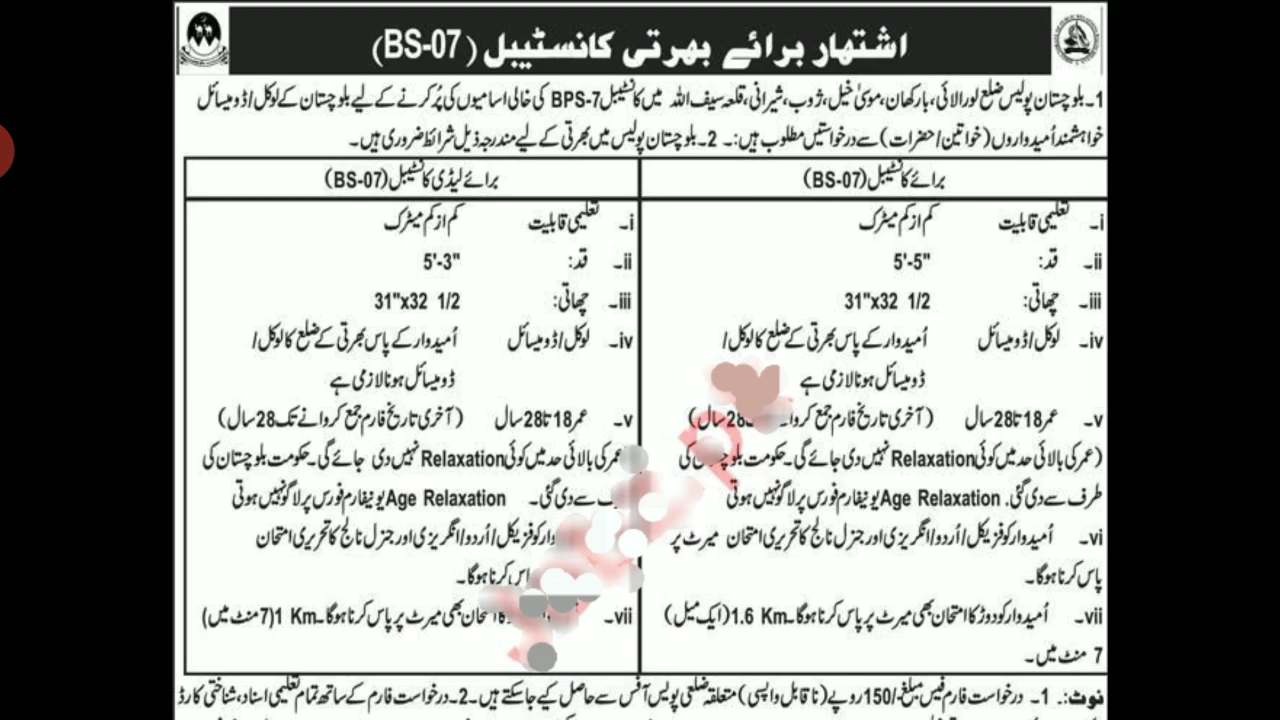 اشتهار برائے بھرتی کانسٹیبل (BS-07)
1۔ بلوچستان پولیس ضلع لورالائی، بارکھان، موسیٰ خیل، ژوب، شیرانی، قلعہ سیف اللہ میں کانسٹیبل BPS-7 کی خالی اسامیوں کی پُر کرنے کے لیے بلوچستان کے لوکل/ڈومیسائل
خواہشمند اُمیدواروں (خواتین/حضرات) سے درخواستیں مطلوب ہیں:۔ 2۔ بلوچستان پولیس میں بھرتی کے لیے مندرجہ ذیل شرائط ضروری ہیں۔
برائے کانسٹیبل (BS-07)
i۔ تعلیمی قابلیت کم از کم میٹرک
ii۔ قد: 5'-5"
iii۔ چھاتی: 31"x32 1/2
iv۔ لوکل/ڈومیسائل اُمیدوار کے پاس بھرتی کے ضلع کا لوکل/
ڈومیسائل ہونا لازمی ہے
v۔ عمر 18 تا 28 سال (آخری تاریخ فارم جمع 28 سال)
(عمر کی بالائی حد میں کوئی Relaxation نہیں دی جائے گی۔ حکومت کی
طرف سے دی گئی. Age Relaxation یونیفارم فورس پر لاگو نہیں ہوتی
vi۔ اُمیدوار کو فزیکل/اُردو/انگریزی اور جنرل نالج کا تحریری امتحان میرٹ پر
پاس کرنا ہوگا۔
vii۔ اُمیدوار کو دوڑ کا امتحان بھی میرٹ پر پاس کرنا ہوگا۔ 1.6 Km (ایک میل)
7 منٹ میں۔
برائے لیڈی کانسٹیبل (BS-07)
i۔ تعلیمی قابلیت کم از کم میٹرک
ii۔ قد: 5'-3"
iii۔ چھاتی: 31"x32 1/2
iv۔ لوکل/ڈومیسائل اُمیدوار کے پاس بھرتی کے ضلع کا لوکل/
ڈومیسائل ہونا لازمی ہے
v۔ عمر 18 تا 28 سال (آخری تاریخ فارم جمع کروانے تک 28 سال)
عمر کی بالائی حد میں کوئی Relaxation نہیں دی جائے گی۔ حکومت بلوچستان کی
سے دی گئی۔ Age Relaxation یونیفارم فورس پر لاگو نہیں ہوتی
کو فزیکل/اُردو/انگریزی اور جنرل نالج کا تحریری امتحان
کرنا ہوگا۔
vii۔ کا امتحان بھی میرٹ پر پاس کرنا ہوگا۔ 1 Km (7 منٹ میں)
نوٹ:۔ 1۔ درخواست فارم فیس مبلغ -/150 روپے (ناقابل واپسی) متعلقہ ضلعی پولیس آفس سے حاصل کیے جاسکتے ہیں۔ 2۔ درخواست فارم کے ساتھ تمام تعلیمی اسناد، شناختی کارڈ